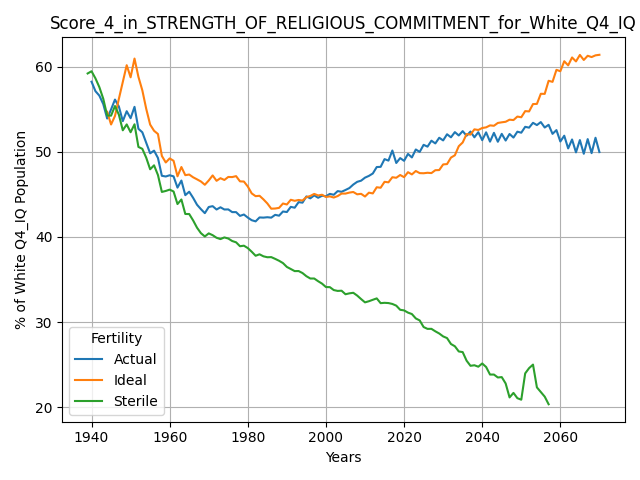 Score_4_in_STRENGTH_OF_RELIGIOUS_COMMITMENT_for_White_Q4_IQ
% of White Q4_IQ Population
60
50
40
30
20
Fertility
Actual
Ideal
Sterile
1940 1960 1980 2000 2020 2040 2060
Years